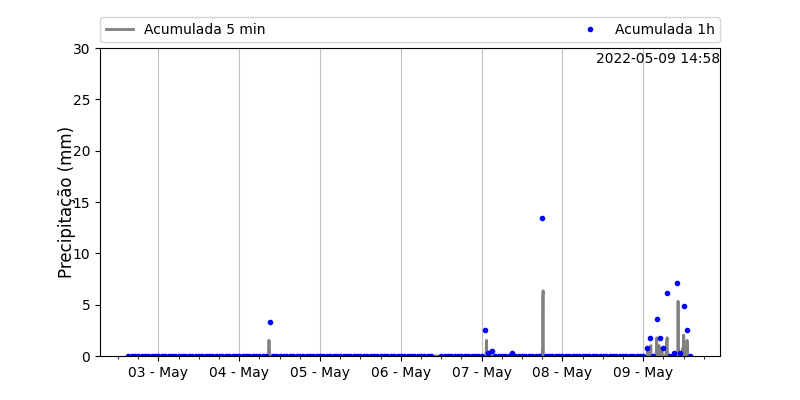 Acumulada 5 min
Acumulada 1h
2022-05-09 14:58
Precipitação (mm)
30
25
20
15
10
5
0
03 - May
04 - May
05 - May
06 - May
07 - May
08 - May
09 - May